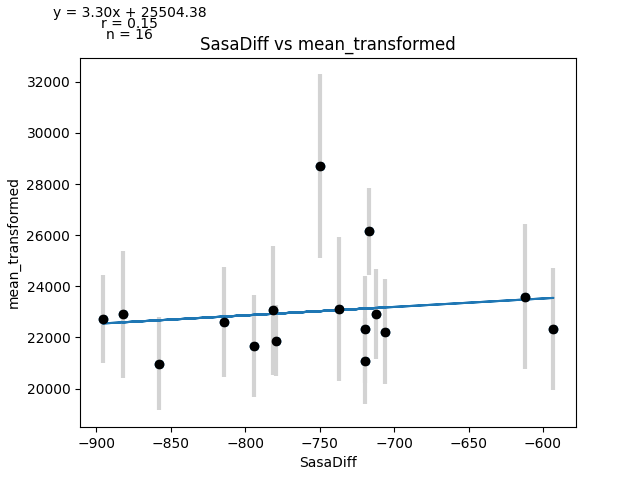 y = 3.30x + 25504.38
r = 0.15
n = 16
SasaDiff vs mean_transformed
32000
30000
28000
26000
24000
22000
20000
mean_transformed
−900
−850
−800
−750
−700
−650
−600
SasaDiff